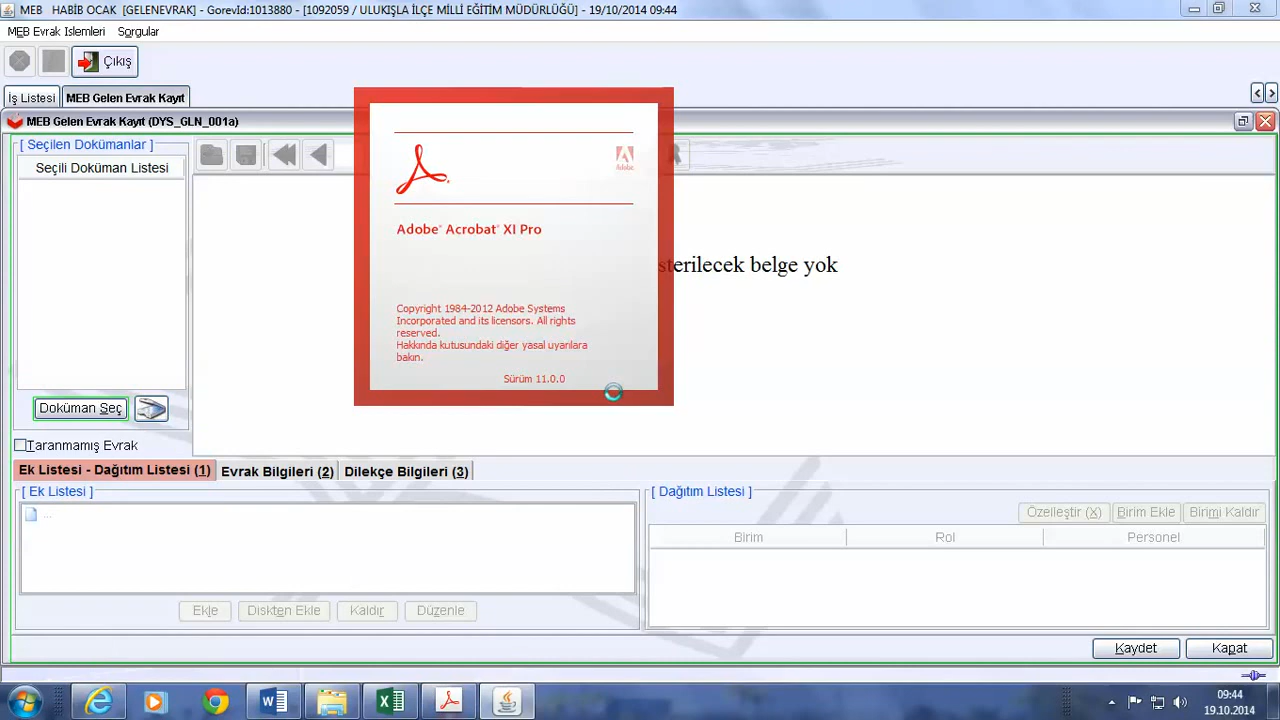 MEB HABİB OCAK [GELENEVRAK] - GorevId:1013880 - [1092059 / ULUKIŞLA İLÇE MİLLİ EĞİTİM MÜDÜRLÜĞÜ] - 19/10/2014 09:44
MEB Evrak Islemleri Sorgular
Çıkış
İş Listesi MEB Gelen Evrak Kayıt
MEB Gelen Evrak Kayıt (DYS_GLN_001a)
[ Seçilen Dokümanlar ]
Seçili Doküman Listesi
Adobe
Adobe® Acrobat® XI Pro
sterilecek belge yok
Copyright 1984-2012 Adobe Systems
Incorporated and its licensors. All rights
reserved.
Hakkında kutusundaki diğer yasal uyarılara
bakın.
Sürüm 11.0.0
Doküman Seç
Taranmamış Evrak
Ek Listesi - Dağıtım Listesi (1) Evrak Bilgileri (2) Dilekçe Bilgileri (3)
[ Ek Listesi ]
...
Ekle Diskten Ekle Kaldır Düzenle
[ Dağıtım Listesi ]
Özelleştir (X) Birim Ekle Birimi Kaldır
Birim Rol Personel
Kaydet Kapat
09:44
19.10.2014